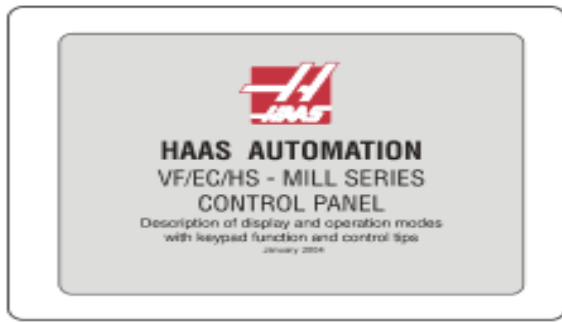 HAAS
HAAS AUTOMATION
VF/EC/HS - MILL SERIES
CONTROL PANEL
Description of display and operation modes
with keypad function and control tips
January 2004